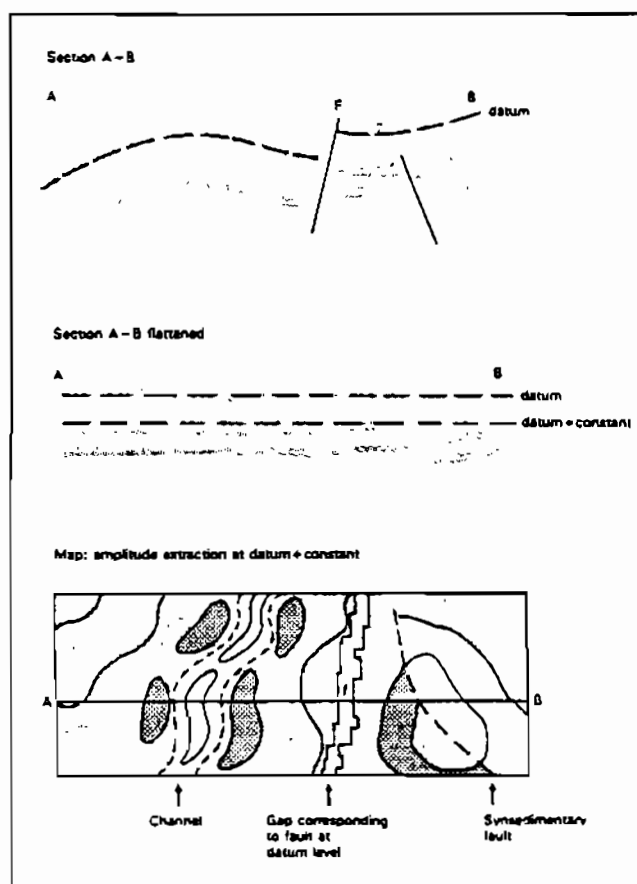 Section A – B
A
F
B
datum
Section A – B flattened
A
B
datum
datum + constant
Map: amplitude extraction at datum + constant
A
B
Channel
Gap corresponding
to fault at
datum level
Synsedimentary
fault